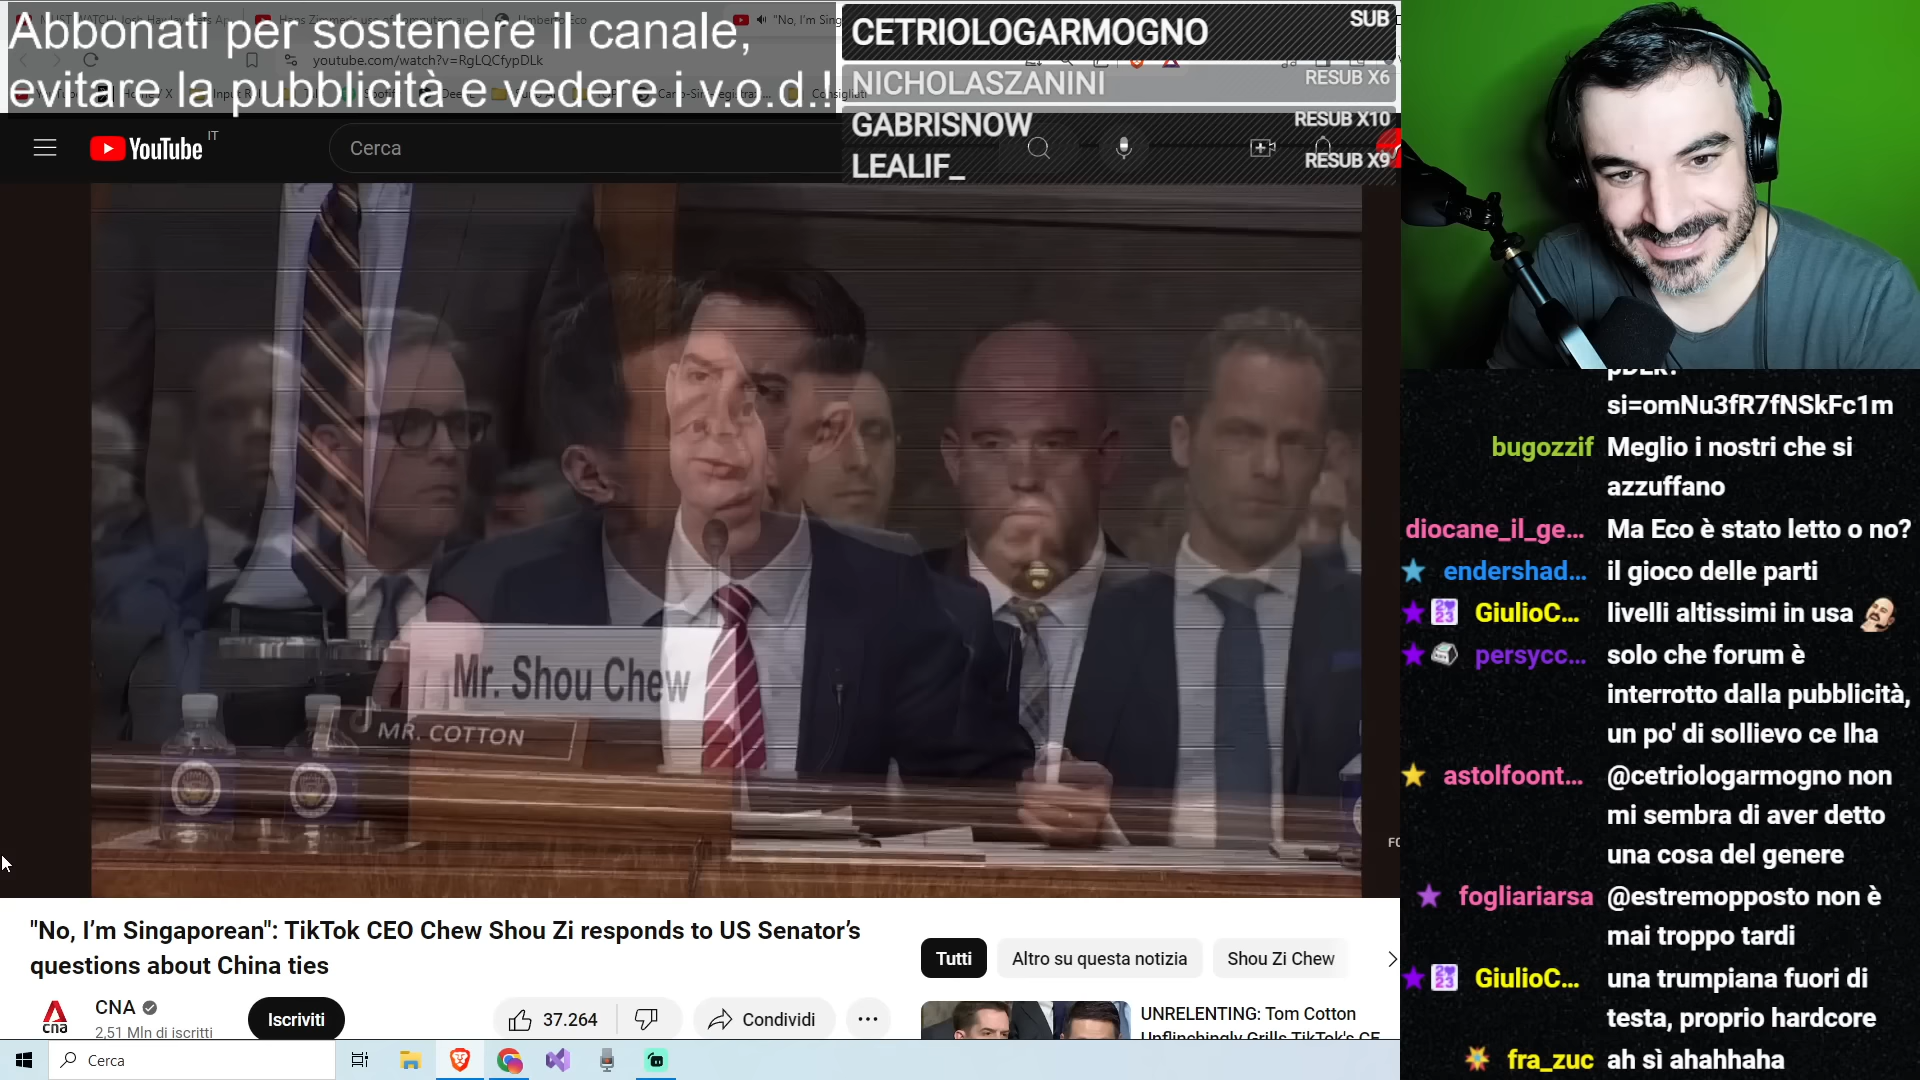 Abbonati per sostenere il canale,
evitare la pubblicità e vedere i v.o.d.!!
youtube.com/watch?v=RgLQCfypDLk
CETRIOLOGARMOGNO SUB
NICHOLASZANINI RESUB X6
GABRISNOW RESUB X10
LEALIF_ RESUB X9
YouTube IT
Cerca
Mr. Shou Chew
MR. COTTON
"No, I’m Singaporean": TikTok CEO Chew Shou Zi responds to US Senator’s
questions about China ties
CNA
2,51 Mln di iscritti
Iscriviti
37.264
Condividi
Tutti
Altro su questa notizia
Shou Zi Chew
UNRELENTING: Tom Cotton
Unflinchingly Grills TikTok's CE
Cerca
si=omNu3fR7fNSkFc1m
bugozzif Meglio i nostri che si
azzuffano
diocane_il_ge... Ma Eco è stato letto o no?
endershad... il gioco delle parti
GiulioC... livelli altissimi in usa
persycc... solo che forum è
interrotto dalla pubblicità,
un po' di sollievo ce lha
astolfoont... @cetriologarmogno non
mi sembra di aver detto
una cosa del genere
fogliariarsa @estremopposto non è
mai troppo tardi
GiulioC... una trumpiana fuori di
testa, proprio hardcore
fra_zuc ah sì ahahhaha